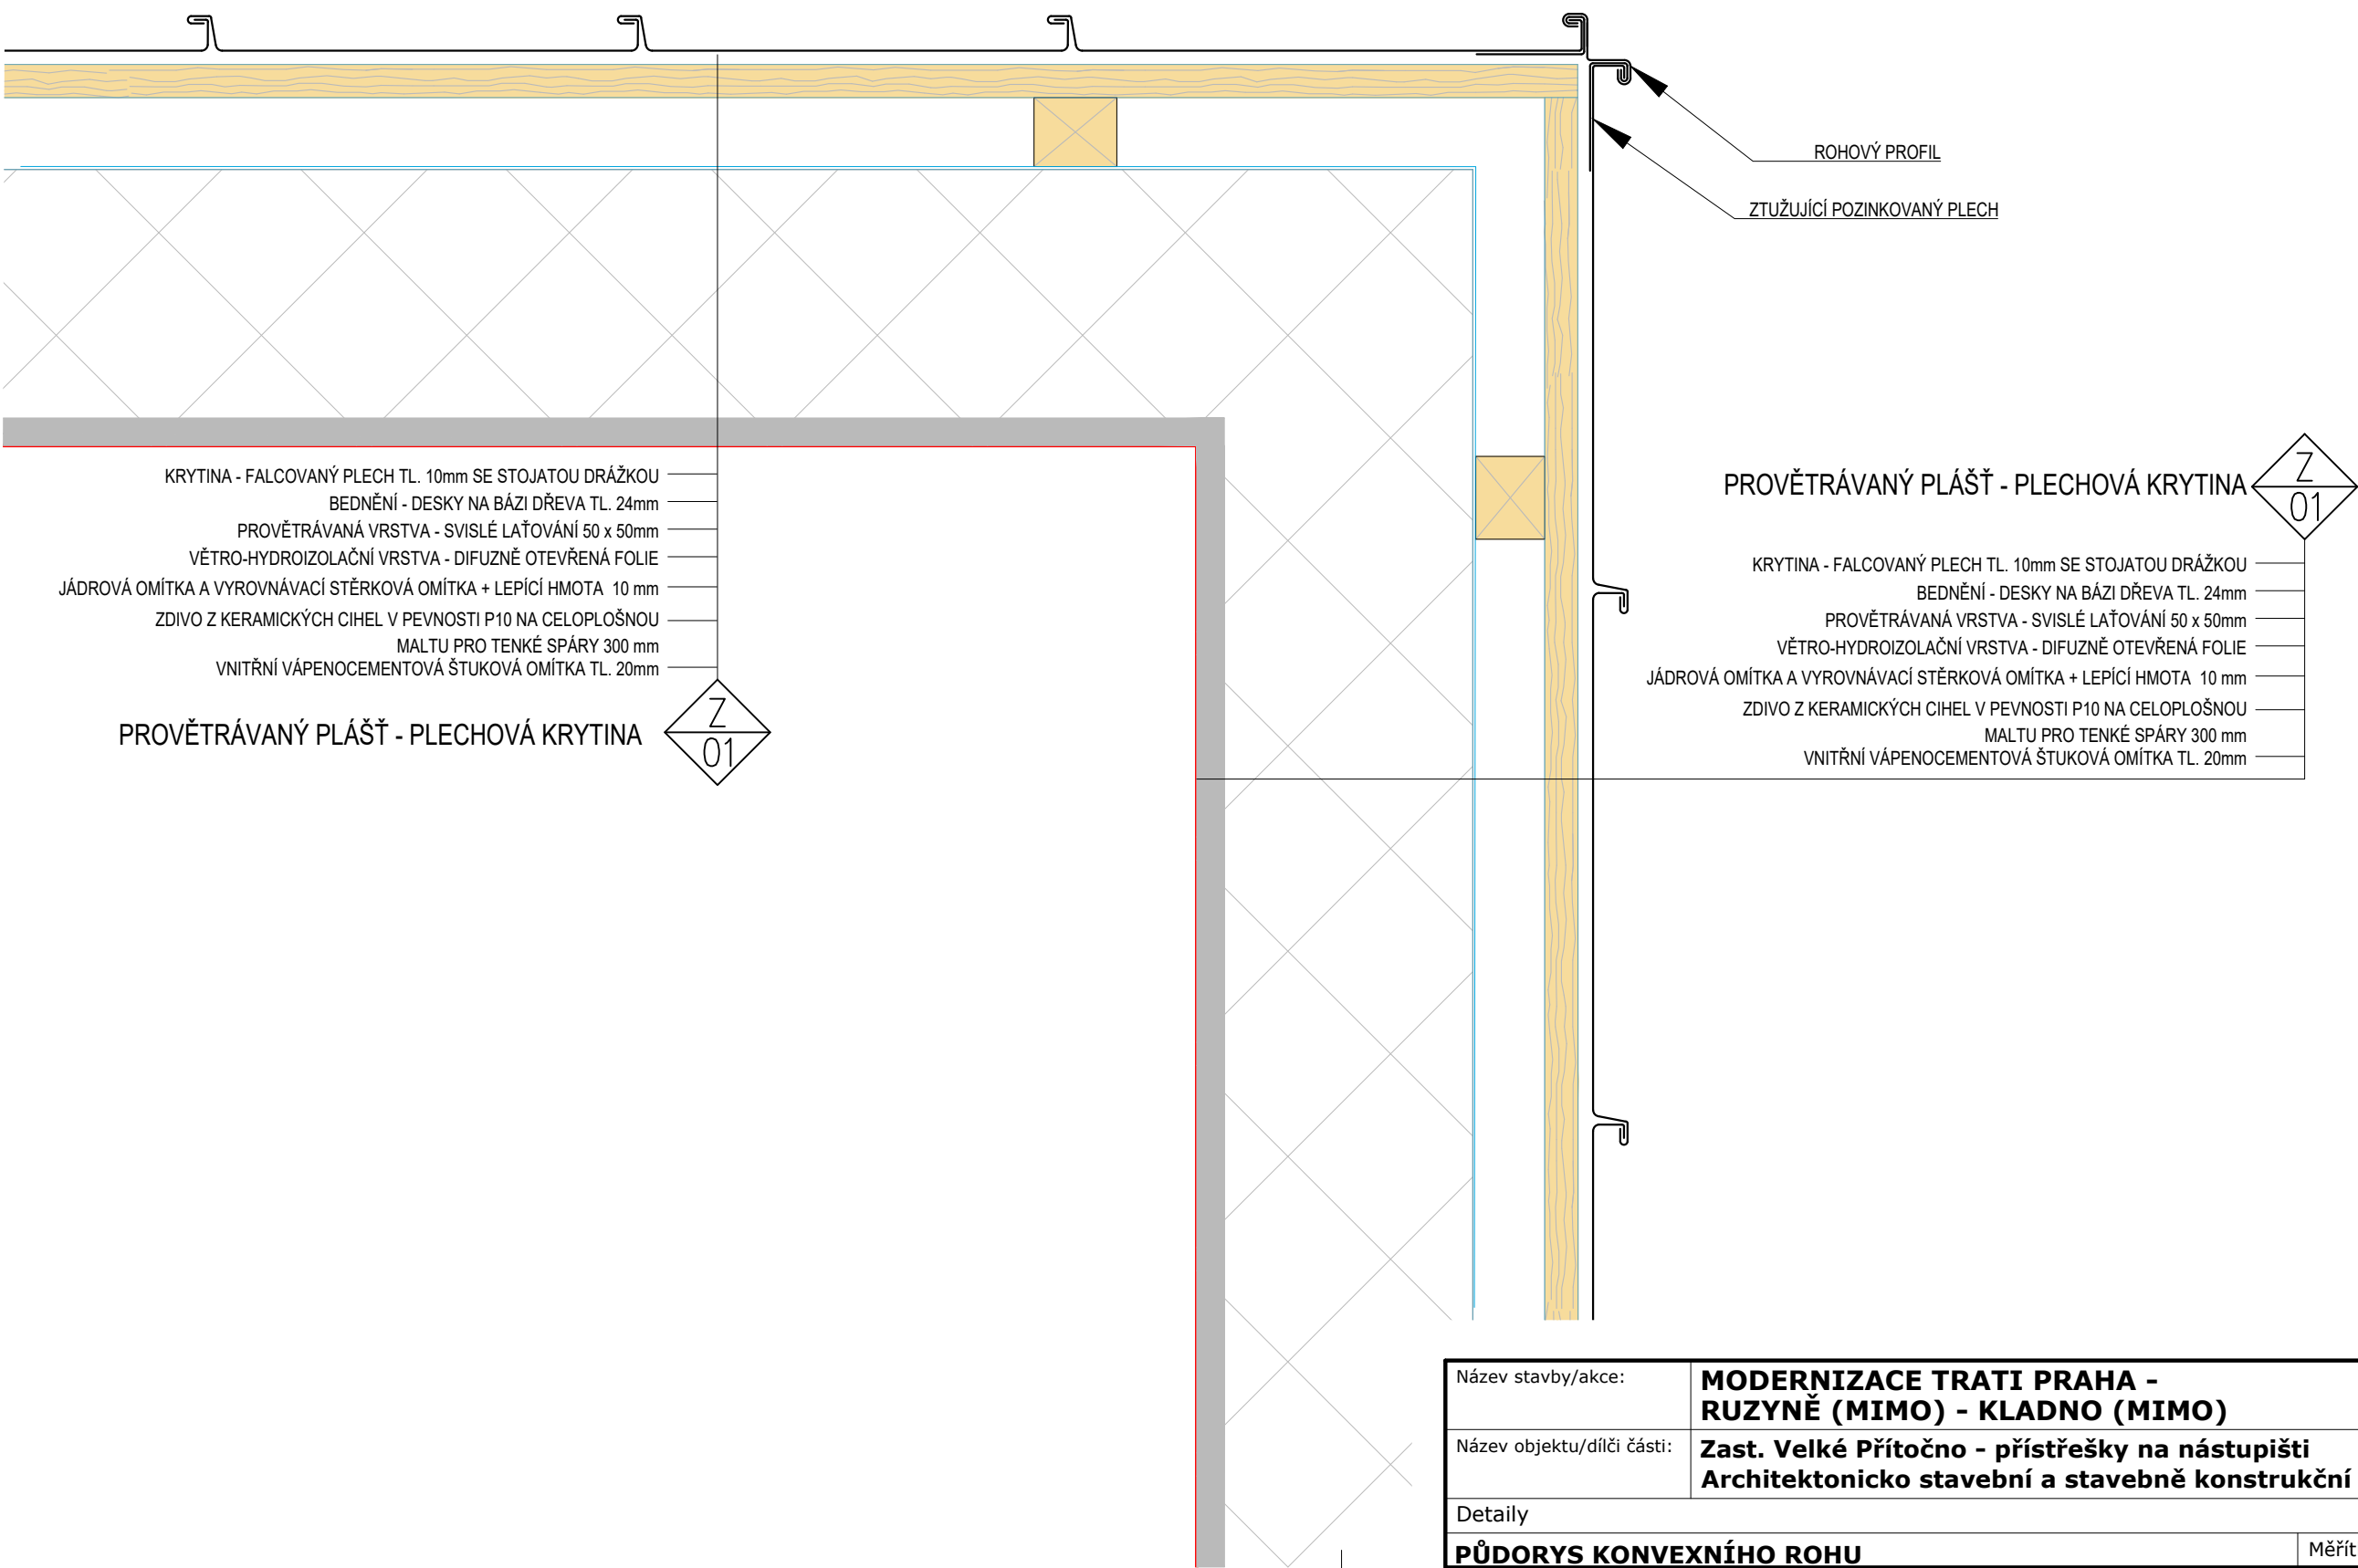 ROHOVÝ PROFIL
ZTUŽUJÍCÍ POZINKOVANÝ PLECH
KRYTINA - FALCOVANÝ PLECH TL. 10mm SE STOJATOU DRÁŽKOU
BEDNĚNÍ - DESKY NA BÁZI DŘEVA TL. 24mm
PROVĚTRÁVANÁ VRSTVA - SVISLÉ LAŤOVÁNÍ 50 x 50mm
VĚTRO-HYDROIZOLAČNÍ VRSTVA - DIFUZNĚ OTEVŘENÁ FOLIE
JÁDROVÁ OMÍTKA A VYROVNÁVACÍ STĚRKOVÁ OMÍTKA + LEPÍCÍ HMOTA 10 mm
ZDIVO Z KERAMICKÝCH CIHEL V PEVNOSTI P10 NA CELOPLOŠNOU
MALTU PRO TENKÉ SPÁRY 300 mm
VNITŘNÍ VÁPENOCEMENTOVÁ ŠTUKOVÁ OMÍTKA TL. 20mm
PROVĚTRÁVANÝ PLÁŠŤ - PLECHOVÁ KRYTINA
Z
01
PROVĚTRÁVANÝ PLÁŠŤ - PLECHOVÁ KRYTINA
Z
01
KRYTINA - FALCOVANÝ PLECH TL. 10mm SE STOJATOU DRÁŽKOU
BEDNĚNÍ - DESKY NA BÁZI DŘEVA TL. 24mm
PROVĚTRÁVANÁ VRSTVA - SVISLÉ LAŤOVÁNÍ 50 x 50mm
VĚTRO-HYDROIZOLAČNÍ VRSTVA - DIFUZNĚ OTEVŘENÁ FOLIE
JÁDROVÁ OMÍTKA A VYROVNÁVACÍ STĚRKOVÁ OMÍTKA + LEPÍCÍ HMOTA 10 mm
ZDIVO Z KERAMICKÝCH CIHEL V PEVNOSTI P10 NA CELOPLOŠNOU
MALTU PRO TENKÉ SPÁRY 300 mm
VNITŘNÍ VÁPENOCEMENTOVÁ ŠTUKOVÁ OMÍTKA TL. 20mm
Název stavby/akce:
MODERNIZACE TRATI PRAHA -
RUZYNĚ (MIMO) - KLADNO (MIMO)
Název objektu/dílči části:
Zast. Velké Přítočno - přístřešky na nástupišti
Architektonicko stavební a stavebně konstrukční
Detaily
PŮDORYS KONVEXNÍHO ROHU